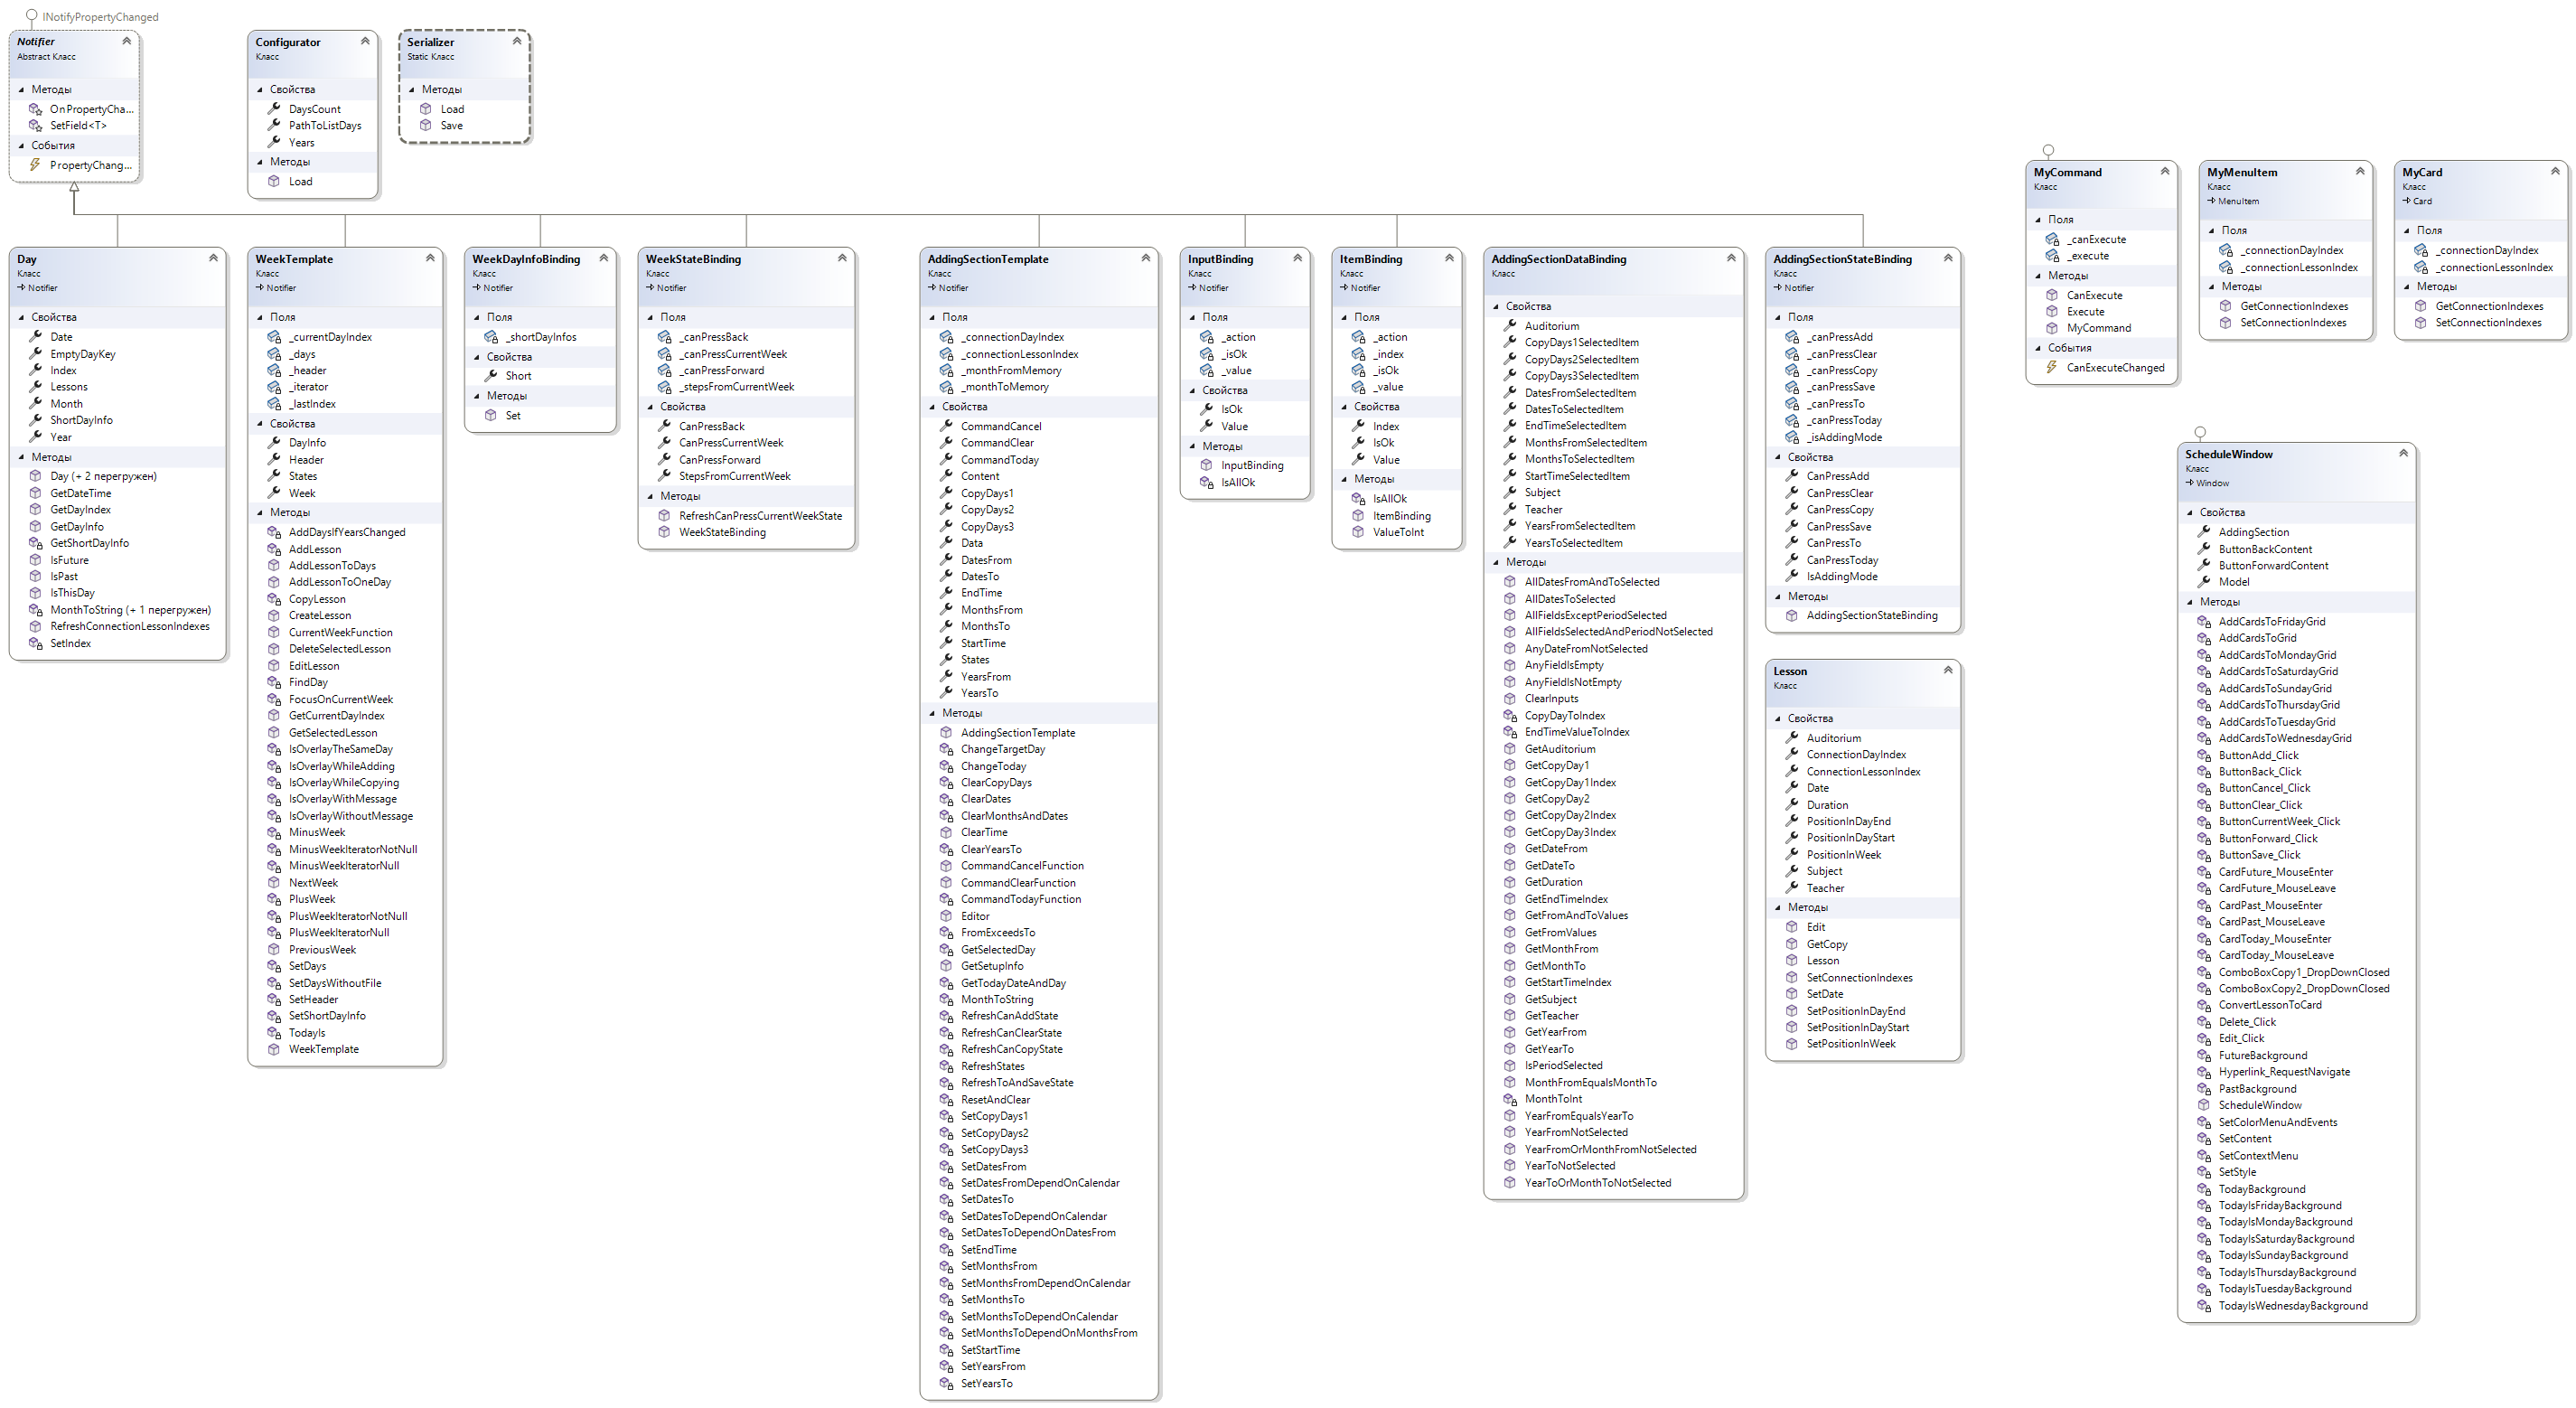 INotifyPropertyChanged
Notifier
Abstract Класс
Методы
OnPropertyCha...
SetField<T>
События
PropertyChang...
Configurator
Класс
Свойства
DaysCount
PathToListDays
Years
Методы
Load
Serializer
Static Класс
Методы
Load
Save
MyCommand
Класс
Поля
_canExecute
_execute
Методы
CanExecute
Execute
MyCommand
События
CanExecuteChanged
MyMenuItem
Класс
MenuItem
Поля
_connectionDayIndex
_connectionLessonIndex
Методы
GetConnectionIndexes
SetConnectionIndexes
MyCard
Класс
Card
Поля
_connectionDayIndex
_connectionLessonIndex
Методы
GetConnectionIndexes
SetConnectionIndexes
Day
Класс
Notifier
Свойства
Date
EmptyDayKey
Index
Lessons
Month
ShortDayInfo
Year
Методы
Day (+ 2 перегружен)
GetDateTime
GetDayIndex
GetDayInfo
GetShortDayInfo
IsFuture
IsPast
IsThisDay
MonthToString (+ 1 перегружен)
RefreshConnectionLessonIndexes
SetIndex
WeekTemplate
Класс
Notifier
Поля
_currentDayIndex
_days
_header
_iterator
_lastIndex
Свойства
DayInfo
Header
States
Week
Методы
AddDaysIfYearsChanged
AddLesson
AddLessonToDays
AddLessonToOneDay
CopyLesson
CreateLesson
CurrentWeekFunction
DeleteSelectedLesson
EditLesson
FindDay
FocusOnCurrentWeek
GetCurrentDayIndex
GetSelectedLesson
IsOverlayTheSameDay
IsOverlayWhileAdding
IsOverlayWhileCopying
IsOverlayWithMessage
IsOverlayWithoutMessage
MinusWeek
MinusWeekIteratorNotNull
MinusWeekIteratorNull
NextWeek
PlusWeek
PlusWeekIteratorNotNull
PlusWeekIteratorNull
PreviousWeek
SetDays
SetDaysWithoutFile
SetHeader
SetShortDayInfo
TodayIs
WeekTemplate
WeekDayInfoBinding
Класс
Notifier
Поля
_shortDayInfos
Свойства
Short
Методы
Set
WeekStateBinding
Класс
Notifier
Поля
_canPressBack
_canPressCurrentWeek
_canPressForward
_stepsFromCurrentWeek
Свойства
CanPressBack
CanPressCurrentWeek
CanPressForward
StepsFromCurrentWeek
Методы
RefreshCanPressCurrentWeekState
WeekStateBinding
AddingSectionTemplate
Класс
Notifier
Поля
_connectionDayIndex
_connectionLessonIndex
_monthFromMemory
_monthToMemory
Свойства
CommandCancel
CommandClear
CommandToday
Content
CopyDays1
CopyDays2
CopyDays3
Data
DatesFrom
DatesTo
EndTime
MonthsFrom
MonthsTo
StartTime
States
YearsFrom
YearsTo
Методы
AddingSectionTemplate
ChangeTargetDay
ChangeToday
ClearCopyDays
ClearDates
ClearMonthsAndDates
ClearTime
ClearYearsTo
CommandCancelFunction
CommandClearFunction
CommandTodayFunction
Editor
FromExceedsTo
GetSelectedDay
GetSetupInfo
GetTodayDateAndDay
MonthToString
RefreshCanAddState
RefreshCanClearState
RefreshCanCopyState
RefreshStates
RefreshToAndSaveState
ResetAndClear
SetCopyDays1
SetCopyDays2
SetCopyDays3
SetDatesFrom
SetDatesFromDependOnCalendar
SetDatesTo
SetDatesToDependOnCalendar
SetDatesToDependOnDatesFrom
SetEndTime
SetMonthsFrom
SetMonthsFromDependOnCalendar
SetMonthsTo
SetMonthsToDependOnCalendar
SetMonthsToDependOnMonthsFrom
SetStartTime
SetYearsFrom
SetYearsTo
InputBinding
Класс
Notifier
Поля
_action
_isOk
_value
Свойства
IsOk
Value
Методы
InputBinding
IsAllOk
ItemBinding
Класс
Notifier
Поля
_action
_index
_isOk
_value
Свойства
Index
IsOk
Value
Методы
IsAllOk
ItemBinding
ValueToInt
AddingSectionDataBinding
Класс
Свойства
Auditorium
CopyDays1SelectedItem
CopyDays2SelectedItem
CopyDays3SelectedItem
DatesFromSelectedItem
DatesToSelectedItem
EndTimeSelectedItem
MonthsFromSelectedItem
MonthsToSelectedItem
StartTimeSelectedItem
Subject
Teacher
YearsFromSelectedItem
YearsToSelectedItem
Методы
AllDatesFromAndToSelected
AllDatesToSelected
AllFieldsExceptPeriodSelected
AllFieldsSelectedAndPeriodNotSelected
AnyDateFromNotSelected
AnyFieldIsEmpty
AnyFieldIsNotEmpty
ClearInputs
CopyDayToIndex
EndTimeValueToIndex
GetAuditorium
GetCopyDay1
GetCopyDay1Index
GetCopyDay2
GetCopyDay2Index
GetCopyDay3Index
GetDateFrom
GetDateTo
GetDuration
GetEndTimeIndex
GetFromAndToValues
GetFromValues
GetMonthFrom
GetMonthTo
GetStartTimeIndex
GetSubject
GetTeacher
GetYearFrom
GetYearTo
IsPeriodSelected
MonthFromEqualsMonthTo
MonthToInt
YearFromEqualsYearTo
YearFromNotSelected
YearFromOrMonthFromNotSelected
YearToNotSelected
YearToOrMonthToNotSelected
AddingSectionStateBinding
Класс
Notifier
Поля
_canPressAdd
_canPressClear
_canPressCopy
_canPressSave
_canPressTo
_canPressToday
_isAddingMode
Свойства
CanPressAdd
CanPressClear
CanPressCopy
CanPressSave
CanPressTo
CanPressToday
IsAddingMode
Методы
AddingSectionStateBinding
Lesson
Класс
Свойства
Auditorium
ConnectionDayIndex
ConnectionLessonIndex
Date
Duration
PositionInDayEnd
PositionInDayStart
PositionInWeek
Subject
Teacher
Методы
Edit
GetCopy
Lesson
SetConnectionIndexes
SetDate
SetPositionInDayEnd
SetPositionInDayStart
SetPositionInWeek
ScheduleWindow
Класс
Window
Свойства
AddingSection
ButtonBackContent
ButtonForwardContent
Model
Методы
AddCardsToFridayGrid
AddCardsToGrid
AddCardsToMondayGrid
AddCardsToSaturdayGrid
AddCardsToSundayGrid
AddCardsToThursdayGrid
AddCardsToTuesdayGrid
AddCardsToWednesdayGrid
ButtonAdd_Click
ButtonBack_Click
ButtonCancel_Click
ButtonClear_Click
ButtonCurrentWeek_Click
ButtonForward_Click
ButtonSave_Click
CardFuture_MouseEnter
CardFuture_MouseLeave
CardPast_MouseEnter
CardPast_MouseLeave
CardToday_MouseEnter
CardToday_MouseLeave
ComboBoxCopy1_DropDownClosed
ComboBoxCopy2_DropDownClosed
ConvertLessonToCard
Delete_Click
Edit_Click
FutureBackground
Hyperlink_RequestNavigate
PastBackground
ScheduleWindow
SetColorMenuAndEvents
SetContent
SetContextMenu
SetStyle
TodayBackground
TodayIsFridayBackground
TodayIsMondayBackground
TodayIsSaturdayBackground
TodayIsSundayBackground
TodayIsThursdayBackground
TodayIsTuesdayBackground
TodayIsWednesdayBackground